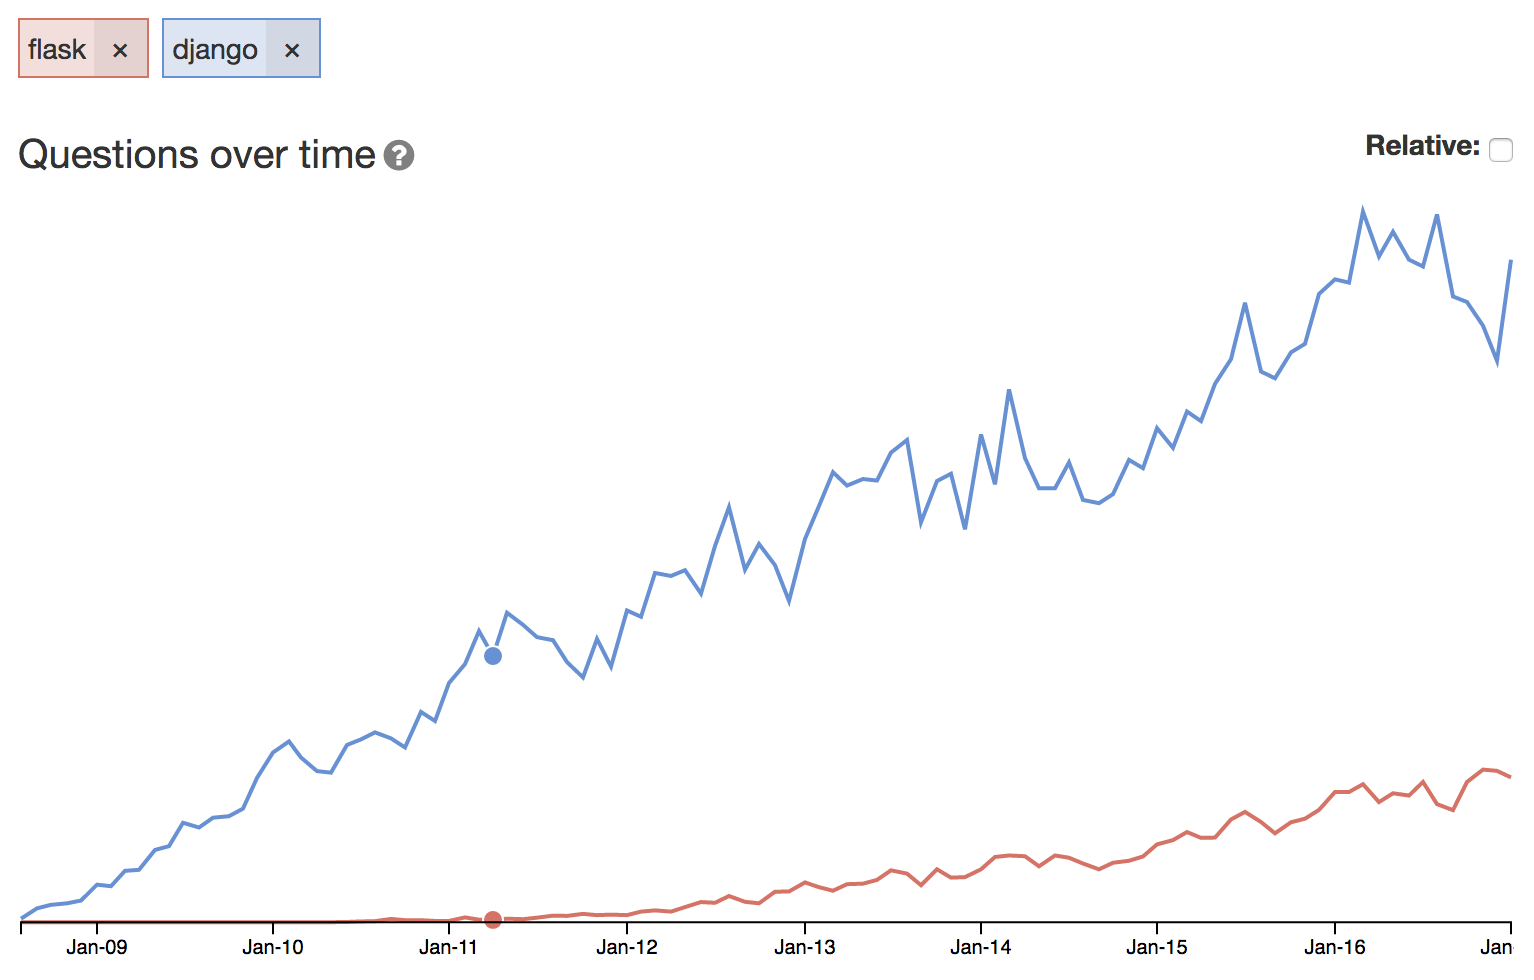 flask × django ×
Questions over time ?
Relative:
Jan-09 Jan-10 Jan-11 Jan-12 Jan-13 Jan-14 Jan-15 Jan-16 Jan-